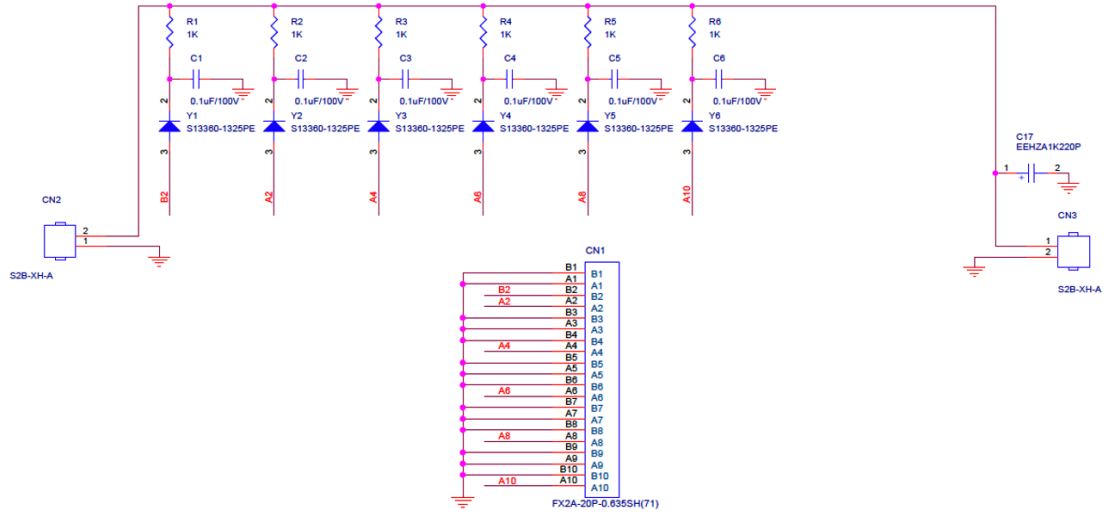 R1
1K
R2
1K
R3
1K
R4
1K
R5
1K
R6
1K
C1
C2
C3
C4
C5
C6
2
0.1uF/100V
2
0.1uF/100V
2
0.1uF/100V
2
0.1uF/100V
2
0.1uF/100V
2
0.1uF/100V
Y1
S13360-1325PE
Y2
S13360-1325PE
Y3
S13360-1325PE
Y4
S13360-1325PE
Y5
S13360-1325PE
Y6
S13360-1325PE
3
3
3
3
3
3
B2
A2
A4
A6
A8
A10
C17
EEHZA1K220P
1
+
2
CN2
2
1
S2B-XH-A
CN3
1
2
S2B-XH-A
CN1
B1 B1
A1 A1
B2 B2 B2
A2 A2 A2
B3 B3
A3 A3
B4 B4
A4 A4 A4
B5 B5
A5 A5
B6 B6
A6 A6 A6
B7 B7
A7 A7
B8 B8
A8 A8 A8
B9 B9
A9 A9
B10 B10
A10 A10 A10
FX2A-20P-0.635SH(71)